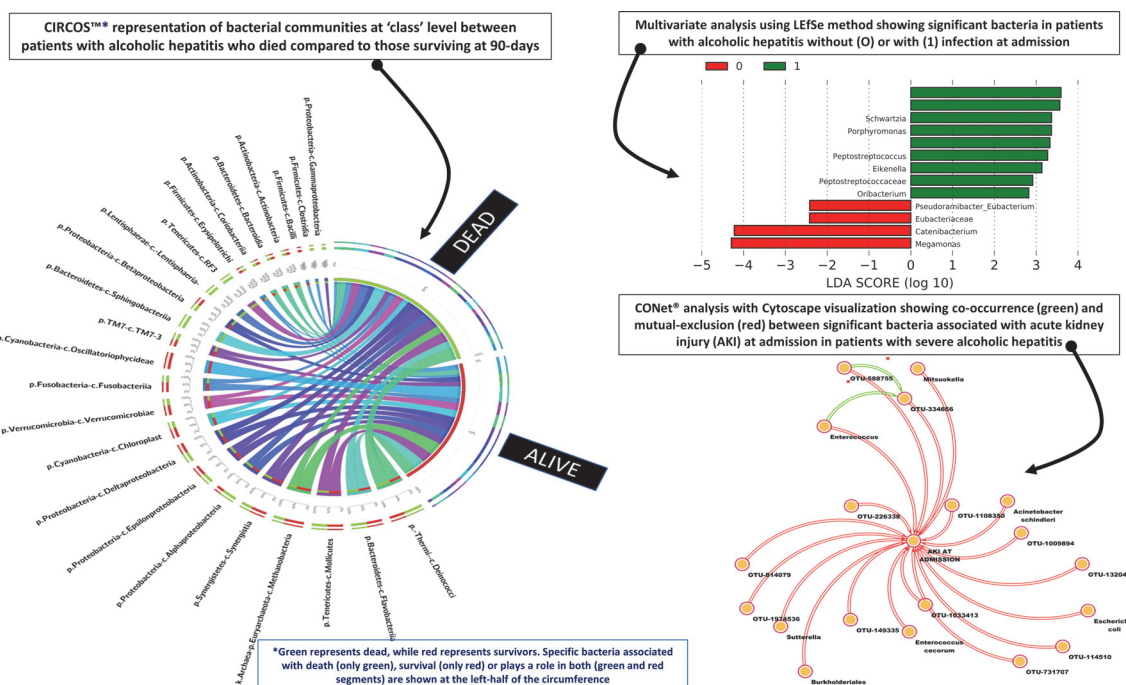 CIRCOS™* representation of bacterial communities at ‘class’ level between
patients with alcoholic hepatitis who died compared to those surviving at 90-days
Multivariate analysis using LEfSe method showing significant bacteria in patients
with alcoholic hepatitis without (O) or with (1) infection at admission
0
1
Schwartzia
Porphyromonas
Peptostreptococcus
Eikenella
Peptostreptococcaceae
Oribacterium
Pseudoramibacter_Eubacterium
Eubacteriaceae
Catenibacterium
Megamonas
−5
−4
−3
−2
−1
0
1
2
3
4
LDA SCORE (log 10)
p.Proteobacteria-c.Gammaproteobacteria
p.Firmicutes-c.Clostridia
p.Firmicutes-c.Bacilli
p.Actinobacteria-c.Actinobacteria
p.Bacteroidetes-c.Bacteroidia
p.Actinobacteria-c.Coriobacteriia
p.Firmicutes-c.Erysipelotrichi
p.Tenericutes-c.RF3
p.Lentisphaerae-c.-Lentisphaeria-
p.Proteobacteria-c.Betaproteobacteria
p.Bacteroidetes-c.Sphingobacteriia
p.TM7-c.TM7-3
p.Cyanobacteria-c.Oscillatoriophycideae
p.Fusobacteria-c.Fusobacteriia
p.Verrucomicrobia-c.Verrucomicrobiae
p.Cyanobacteria-c.Chloroplast
p.Proteobacteria-c.Deltaproteobacteria
p.Proteobacteria-c.Epsilonproteobacteria
p.Proteobacteria-c.Alphaproteobacteria
p.Synergistetes-c.Synergistia
k.Archaea-p.Euryarchaeota-c.Methanobacteria
p.Tenericutes-c.Mollicutes
p.Bacteroidetes-c.Flavobacteriia
p.-Thermi-c.Deinococci
DEAD
ALIVE
*Green represents dead, while red represents survivors. Specific bacteria associated
with death (only green), survival (only red) or plays a role in both (green and red
segments) are shown at the left-half of the circumference
CONet® analysis with Cytoscape visualization showing co-occurrence (green) and
mutual-exclusion (red) between significant bacteria associated with acute kidney
injury (AKI) at admission in patients with severe alcoholic hepatitis
OTU-588755
Mitsuokella
OTU-334656
Enterococcus
OTU-226338
OTU-1108350
Acinetobacter
schindleri
OTU-1009894
AKI AT
ADMISSION
OTU-814079
OTU-13204
OTU-1974536
OTU-1033413
Sutterella
OTU-149335
Enterococcus
cecorum
Escherich
coli
OTU-114510
OTU-731707
Burkholderiales